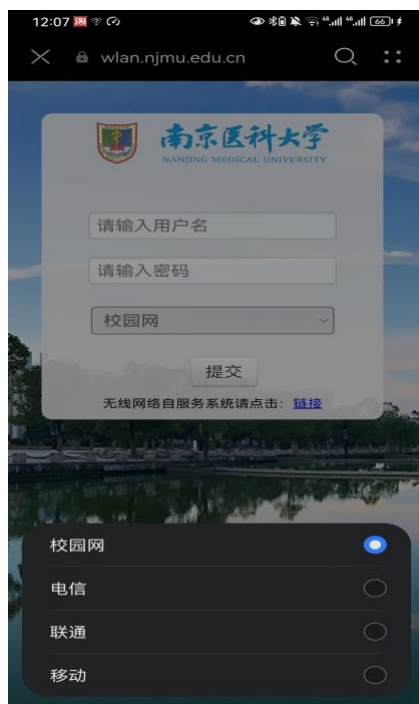 12:07
wlan.njmu.edu.cn
南京医科大学
NANJING MEDICAL UNIVERSITY
请输入用户名
请输入密码
校园网
提交
无线网络自服务系统请点击: 链接
校园网
电信
联通
移动